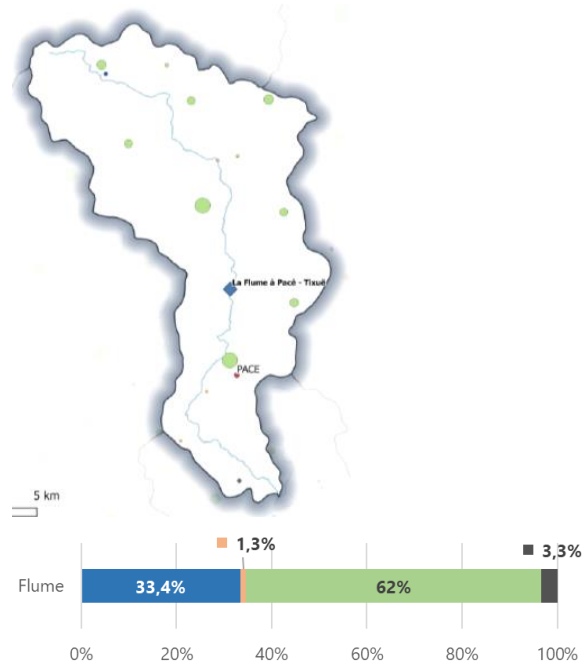 La Flume à Pacé - Tixué
PACE
5 km
1,3%
3,3%
Flume
33,4%
62%
0% 20% 40% 60% 80% 100%